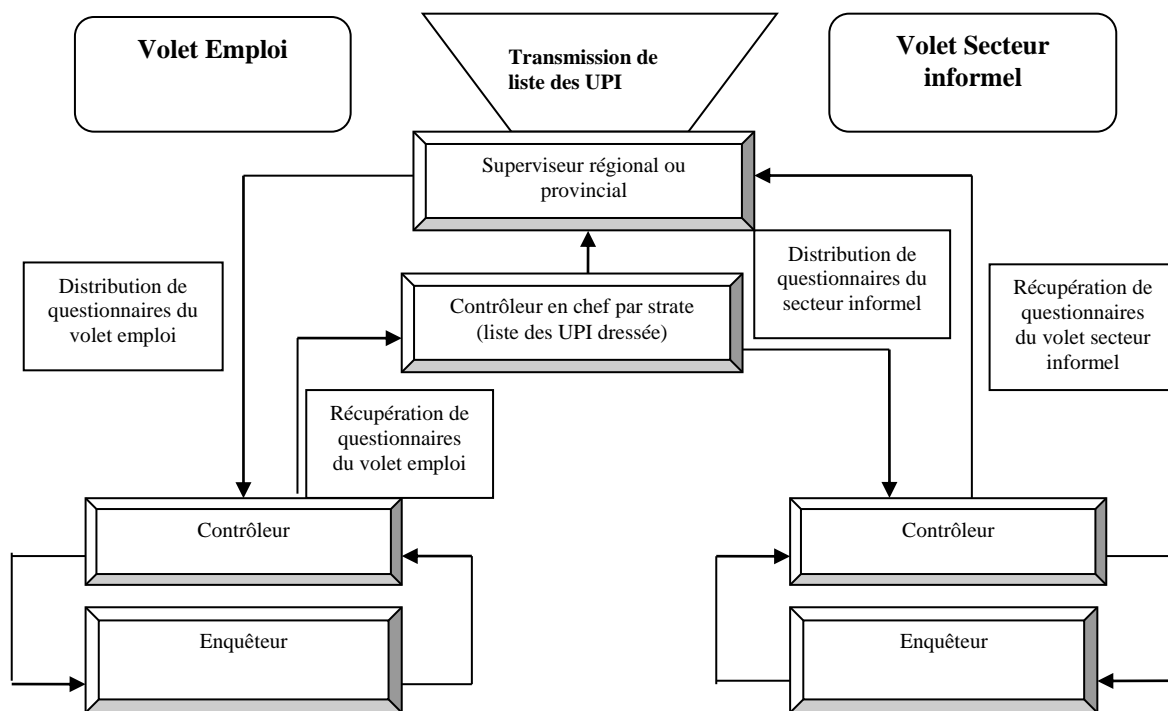 Volet Emploi
Transmission de
liste des UPI
Volet Secteur
informel
Superviseur régional ou
provincial
Distribution de
questionnaires du
volet emploi
Contrôleur en chef par strate
(liste des UPI dressée)
Distribution de
questionnaires du
secteur informel
Récupération de
questionnaires
du volet secteur
informel
Récupération de
questionnaires
du volet emploi
Contrôleur
Contrôleur
Enquêteur
Enquêteur